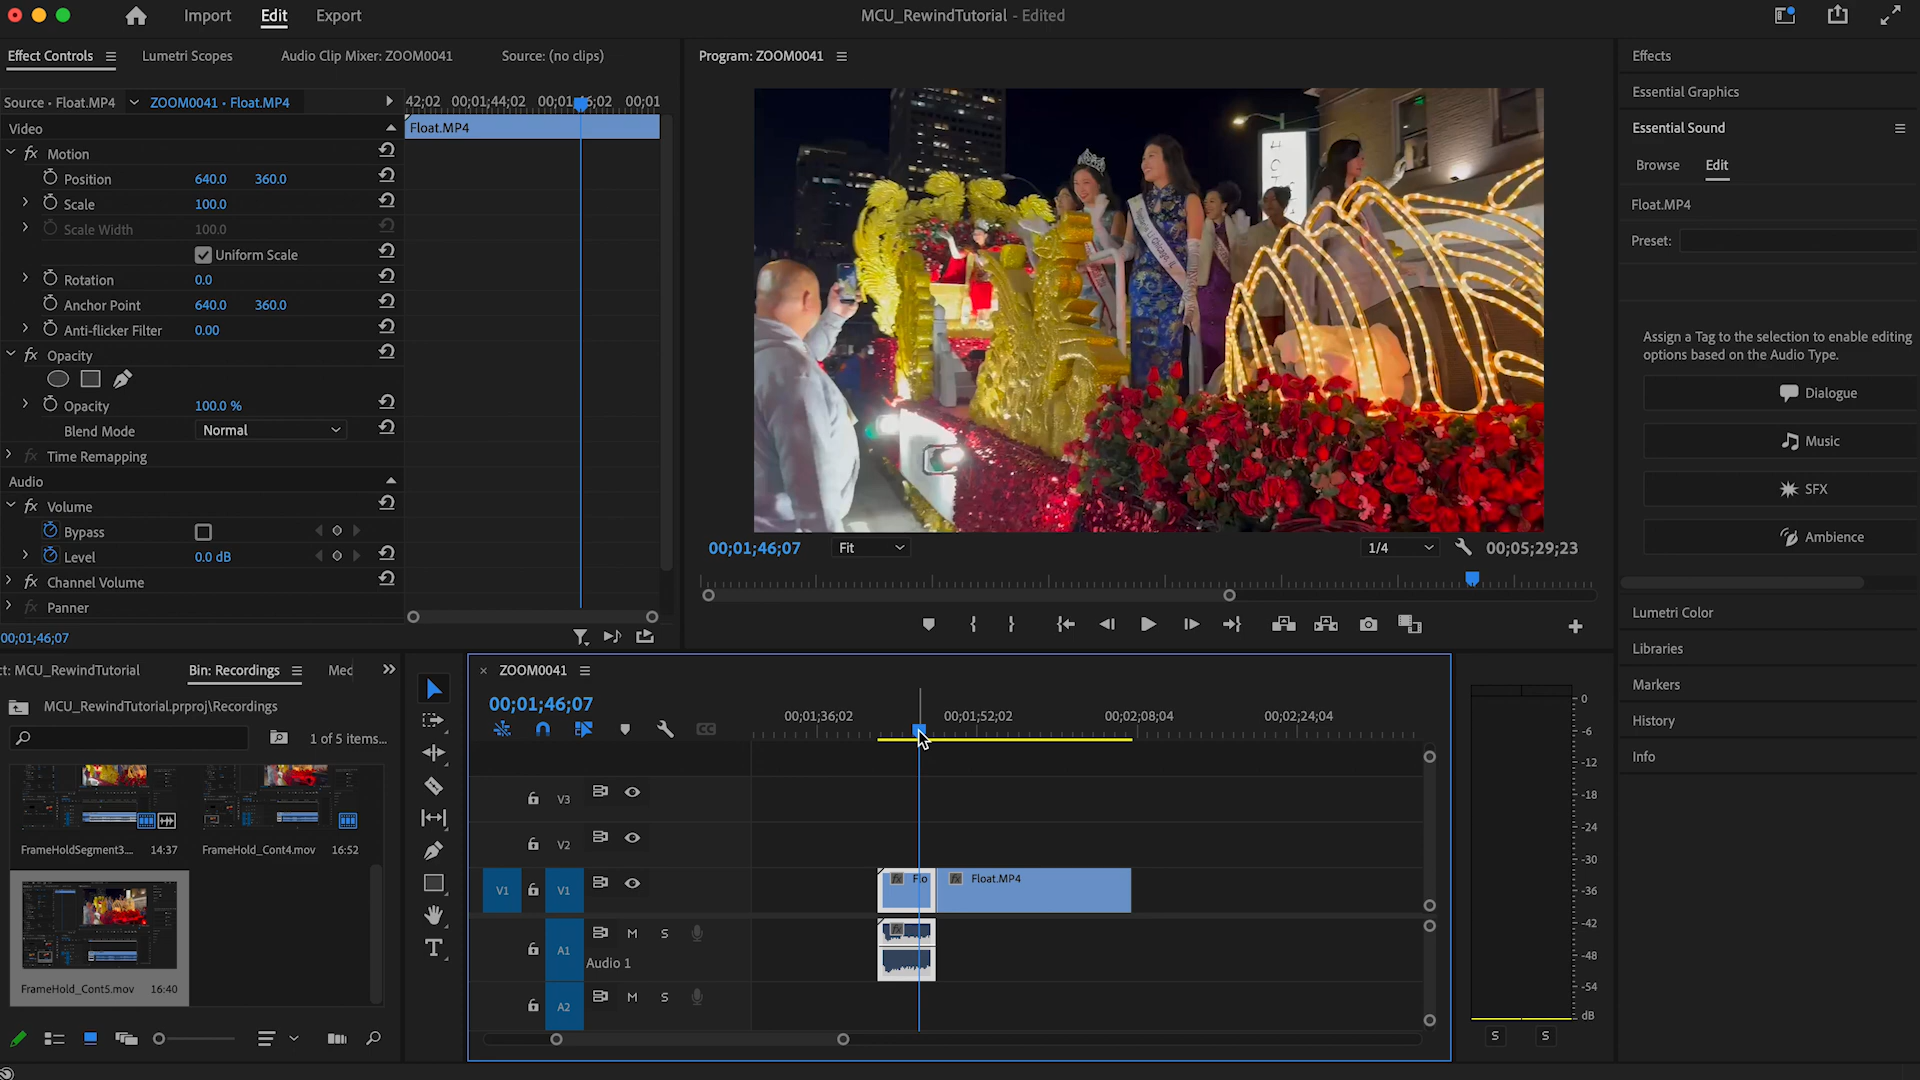 Import
Edit
Export
MCU_RewindTutorial - Edited
Effect Controls
Lumetri Scopes
Audio Clip Mixer: ZOOM0041
Source: (no clips)
Program: ZOOM0041
Effects
Essential Graphics
Essential Sound
Browse
Edit
Float.MP4
Preset:
Assign a Tag to the selection to enable editing
options based on the Audio Type.
Dialogue
Music
SFX
Ambience
Lumetri Color
Libraries
Markers
History
Info
Source • Float.MP4
ZOOM0041 • Float.MP4
42;02
00;01;44;02
00;01
00;01
Float.MP4
Video
fx Motion
Position 640.0 360.0
Scale 100.0
Scale Width 100.0
Uniform Scale
Rotation 0.0
Anchor Point 640.0 360.0
Anti-flicker Filter 0.00
fx Opacity
Opacity 100.0 %
Blend Mode Normal
fx Time Remapping
Audio
fx Volume
Bypass
Level 0.0 dB
fx Channel Volume
fx Panner
00;01;46;07
00;01;46;07
Fit
1/4
00;05;29;23
ct: MCU_RewindTutorial
Bin: Recordings
Med
MCU_RewindTutorial.prproj\Recordings
1 of 5 items...
FrameHoldSegment3.... 14:37
FrameHold_Cont4.mov 16:52
FrameHold_Cont5.mov 16:40
× ZOOM0041
00;01;46;07
00;01;36;02
00;01;52;02
00;02;08;04
00;02;24;04
V3
V2
V1
V1
fx Flo
fx Float.MP4
A1
M S
Audio 1
fx
A2
M S
0
-6
-12
-18
-24
-30
-36
-42
-48
-54
dB
S S